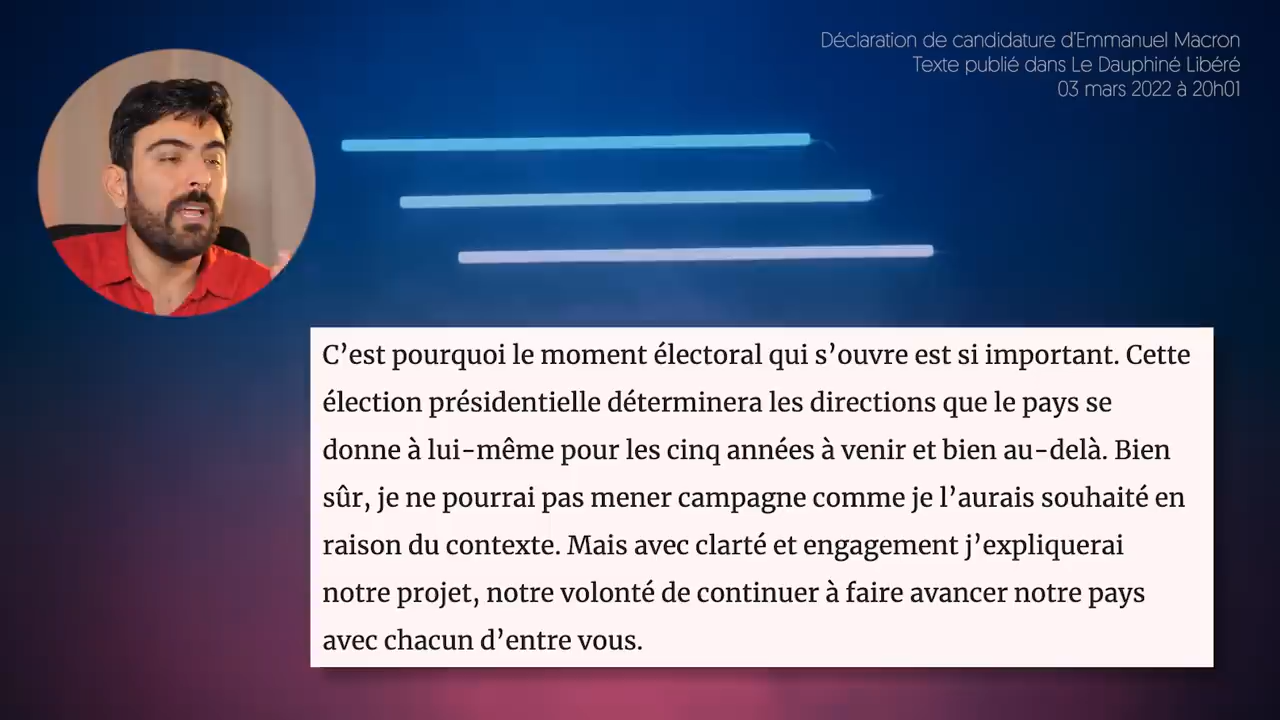 Déclaration de candidature d'Emmanuel Macron
Texte publié dans Le Dauphiné Libéré
03 mars 2022 à 20h01
C’est pourquoi le moment électoral qui s’ouvre est si important. Cette
élection présidentielle déterminera les directions que le pays se
donne à lui-même pour les cinq années à venir et bien au-delà. Bien
sûr, je ne pourrai pas mener campagne comme je l’aurais souhaité en
raison du contexte. Mais avec clarté et engagement j’expliquerai
notre projet, notre volonté de continuer à faire avancer notre pays
avec chacun d’entre vous.